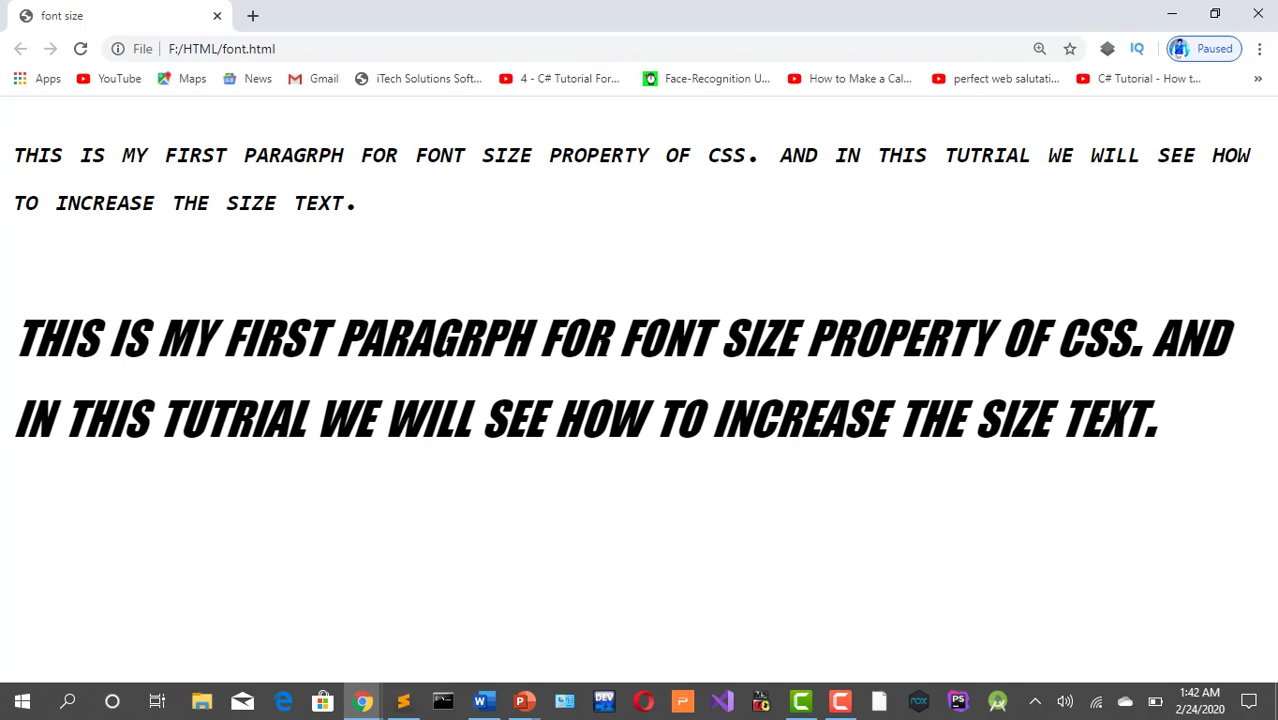 font size
File F:/HTML/font.html Paused
Apps YouTube Maps News Gmail iTech Solutions Soft... 4 - C# Tutorial For... Face-Recognition U... How to Make a Cal... perfect web salutati... C# Tutorial - How t... »
THIS IS MY FIRST PARAGRPH FOR FONT SIZE PROPERTY OF CSS. AND IN THIS TUTRIAL WE WILL SEE HOW
TO INCREASE THE SIZE TEXT.
THIS IS MY FIRST PARAGRPH FOR FONT SIZE PROPERTY OF CSS. AND
IN THIS TUTRIAL WE WILL SEE HOW TO INCREASE THE SIZE TEXT.
1:42 AM
2/24/2020